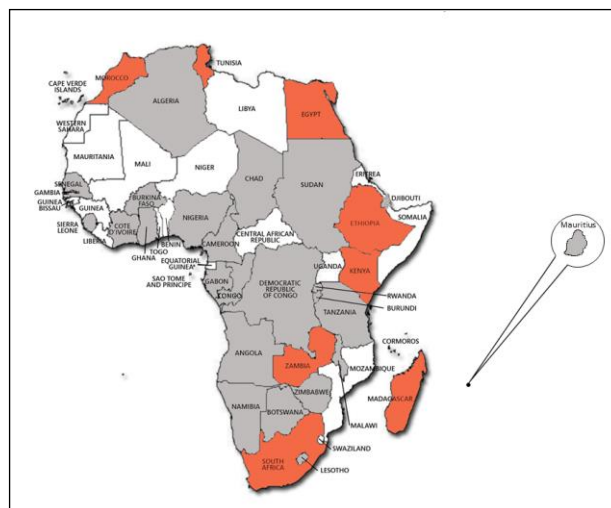 TUNISIA
MOROCCO
CAPE VERDE
ISLANDS
ALGERIA
LIBYA
EGYPT
WESTERN
SAHARA
MAURITANIA
MALI
NIGER
CHAD
SUDAN
ERITREA
SENEGAL
GAMBIA
GUINEA
BISSAU
GUINEA
BURKINA
FASO
DJIBOUTI
NIGERIA
ETHIOPIA
SOMALIA
SIERRA
LEONE
LIBERIA
COTE
D'IVOIRE
GHANA
TOGO
BENIN
CAMEROON
CENTRAL AFRICAN
REPUBLIC
EQUATORIAL
GUINEA
SAO TOME
AND PRINCIPE
GABON
CONGO
DEMOCRATIC
REPUBLIC
OF CONGO
UGANDA
KENYA
RWANDA
BURUNDI
TANZANIA
CORMOROS
ANGOLA
ZAMBIA
MOZAMBIQUE
MADAGASCAR
ZIMBABWE
NAMIBIA
BOTSWANA
MALAWI
SWAZILAND
SOUTH
AFRICA
LESOTHO
Mauritius